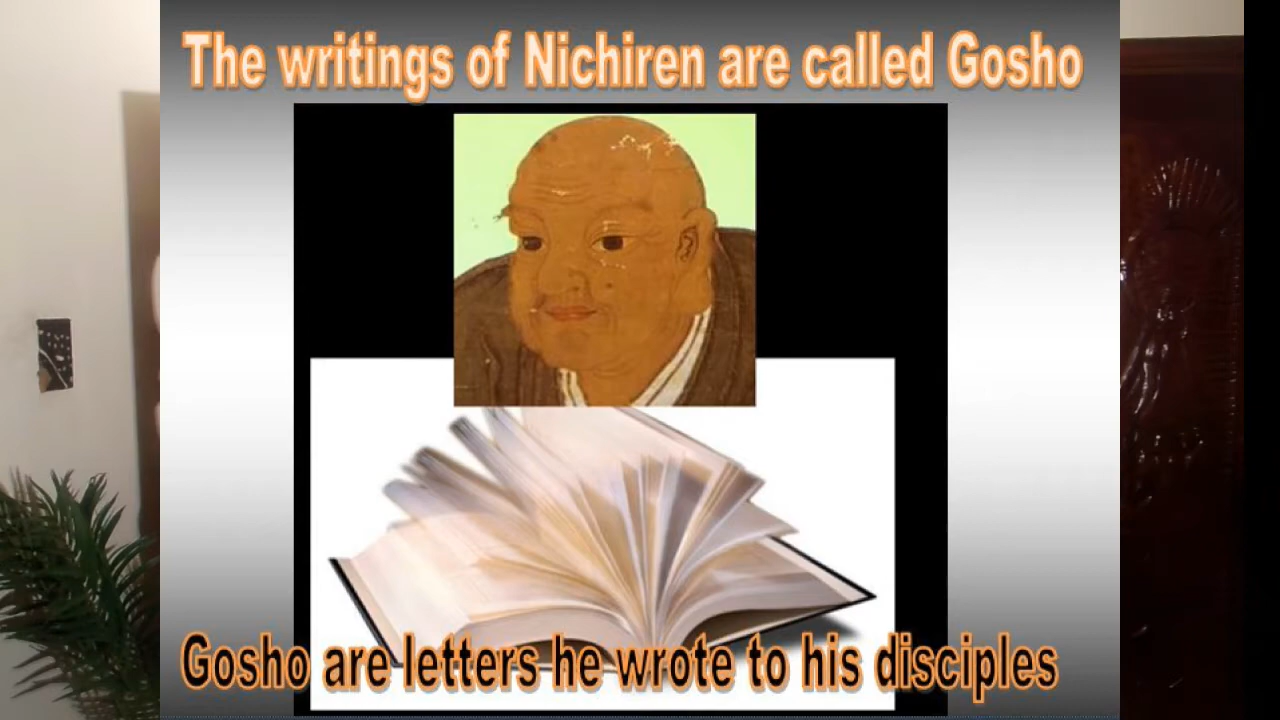 The writings of Nichiren are called Gosho
Gosho are letters he wrote to his disciples